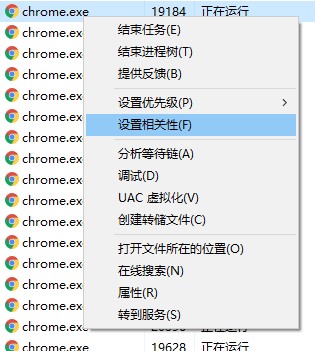 chrome.exe 19184 正在运行
chrome.exe 结束任务(E)
chrome.exe 结束进程树(T)
chrome.exe 提供反馈(B)
chrome.exe 设置优先级(P)
chrome.exe 设置相关性(F)
chrome.exe 分析等待链(A)
chrome.exe 调试(D)
chrome.exe UAC 虚拟化(V)
chrome.exe 创建转储文件(C)
chrome.exe 打开文件所在的位置(O)
chrome.exe 在线搜索(N)
chrome.exe 属性(R)
chrome.exe 转到服务(S)
chrome.exe 正在运行
chrome.exe 19628 正在运行